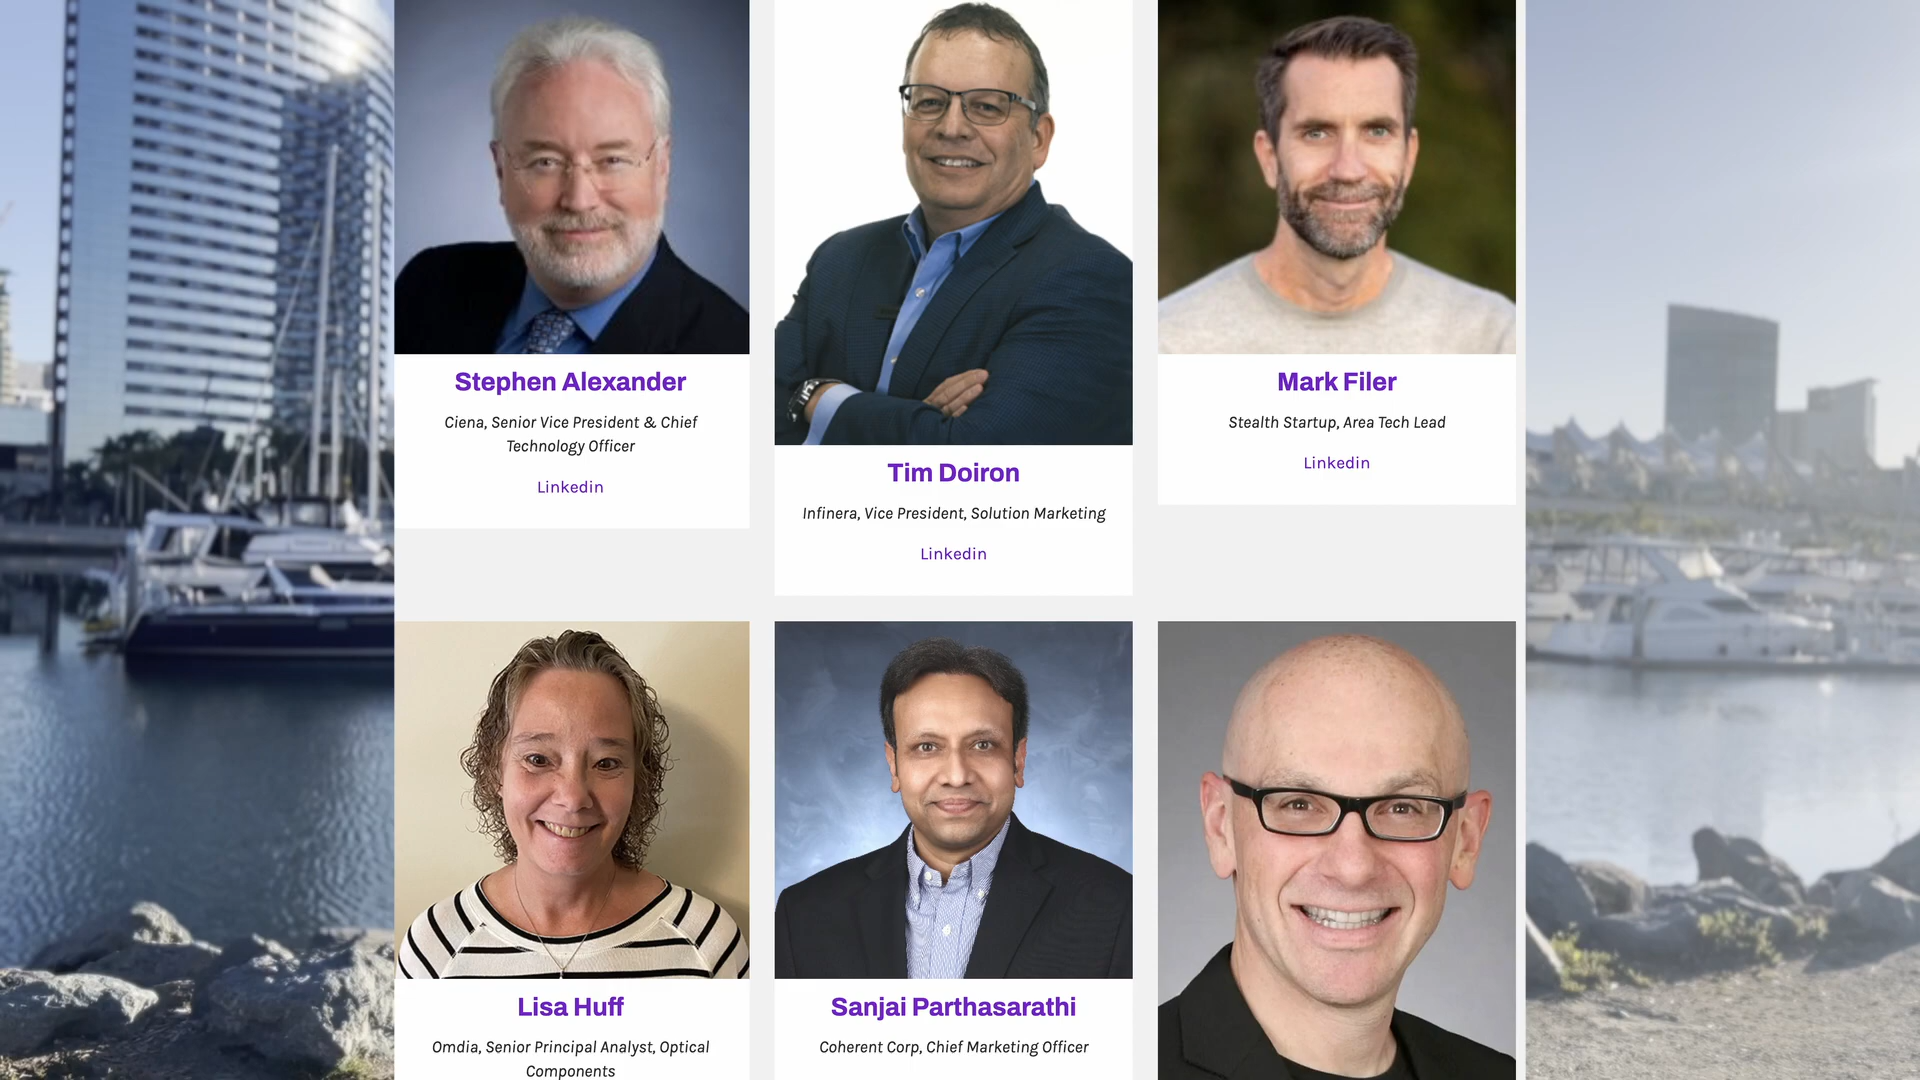 Stephen Alexander
Ciena, Senior Vice President & Chief
Technology Officer
Linkedin
Tim Doiron
Infinera, Vice President, Solution Marketing
Linkedin
Mark Filer
Stealth Startup, Area Tech Lead
Linkedin
Lisa Huff
Omdia, Senior Principal Analyst, Optical
Components
Sanjai Parthasarathi
Coherent Corp, Chief Marketing Officer